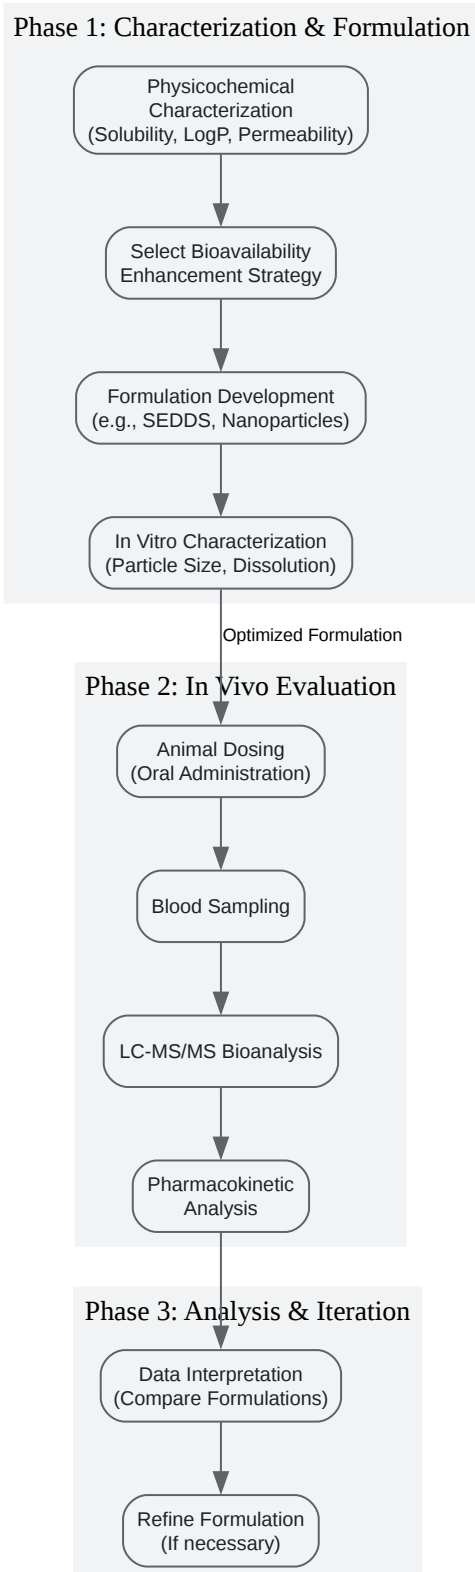 Phase 1: Characterization & Formulation
Physicochemical
Characterization
(Solubility, LogP, Permeability)
Select Bioavailability
Enhancement Strategy
Formulation Development
(e.g., SEDDS, Nanoparticles)
In Vitro Characterization
(Particle Size, Dissolution)
Optimized Formulation
Phase 2: In Vivo Evaluation
Animal Dosing
(Oral Administration)
Blood Sampling
LC-MS/MS Bioanalysis
Pharmacokinetic
Analysis
Phase 3: Analysis & Iteration
Data Interpretation
(Compare Formulations)
Refine Formulation
(If necessary)